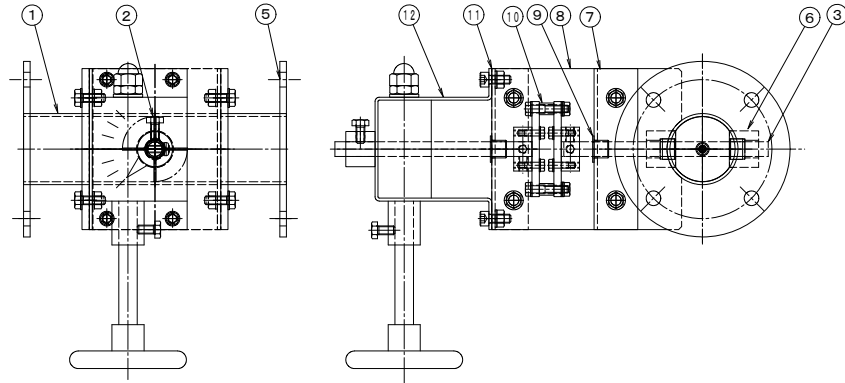 ① ② ⑤ ⑫ ⑪ ⑩ ⑨ ⑧ ⑦ ⑥ ③